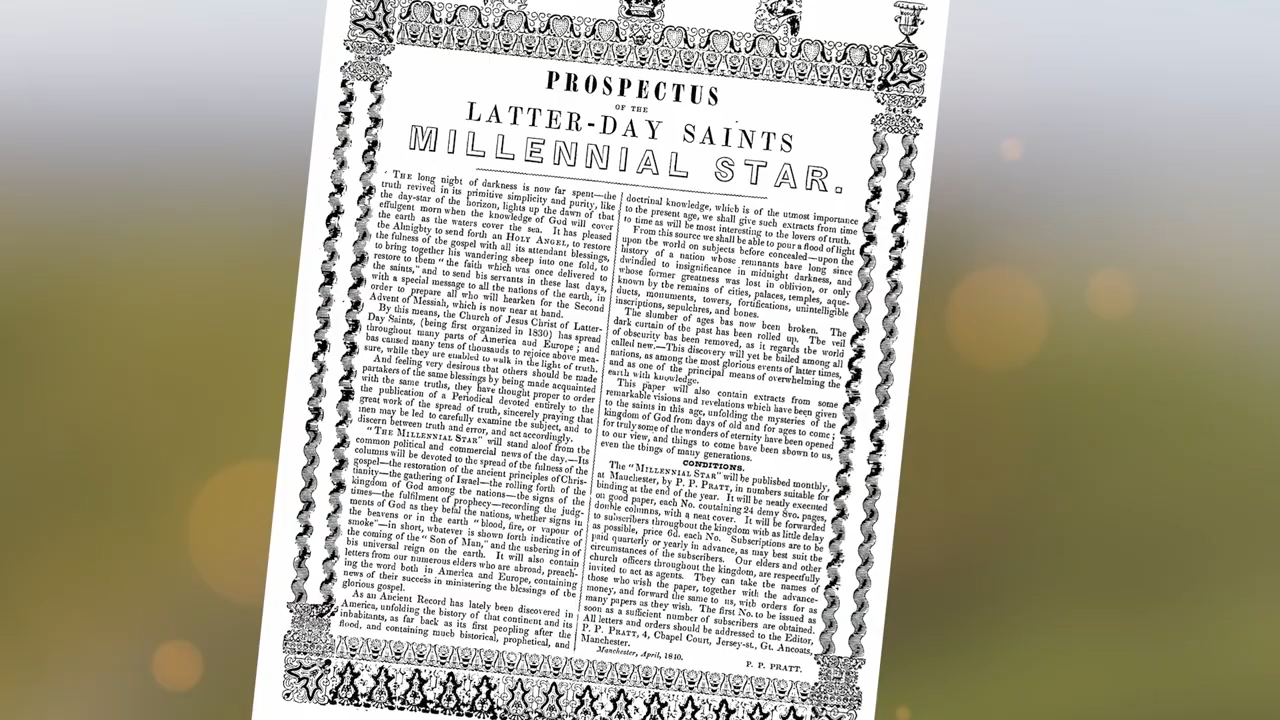 PROSPECTUS
OF THE
LATTER-DAY SAINTS
MILLENNIAL STAR.
THE long night of darkness is now far spent—the
truth revived in its primitive simplicity and purity, like
the day-star of the horizon, lights up the dawn of that
effulgent morn when the knowledge of God will cover
the earth as the waters cover the sea. It has pleased
the Almighty to send forth an HOLY ANGEL, to restore
the fulness of the gospel with all its attendant blessings,
to bring together his wandering sheep into one fold, to
restore to them "the faith which was once delivered to
the saints," and to send his servants in these last days,
with a special message to all the nations of the earth, in
order to prepare all who will hearken for the Second
Advent of Messiah, which is now near at hand.
By this means, the Church of Jesus Christ of Latter-
Day Saints, (being first organized in 1830) has spread
throughout many parts of America and Europe; and
has caused many tens of thousands to rejoice above mea-
sure, while they are enabled to walk in the light of truth.
And feeling very desirous that others should be made
partakers of the same blessings by being made acquainted
with the same truths, they have thought proper to order
the publication of a Periodical devoted entirely to the
great work of the spread of truth, sincerely praying that
men may be led to carefully examine the subject, and to
discern between truth and error, and act accordingly.
"THE MILLENNIAL STAR" will stand aloof from the
common political and commercial news of the day.—Its
columns will be devoted to the spread of the fulness of the
gospel—the restoration of the ancient principles of Chris-
tianity—the gathering of Israel—the rolling forth of the
kingdom of God among the nations—the signs of the
times—the fulfilment of prophecy—recording the judg-
ments of God as they befal the nations, whether signs in
the heavens or in the earth "blood, fire, or vapour of
smoke"—in short, whatever is shown forth indicative of
the coming of the "Son of Man," and the ushering in of
his universal reign on the earth. It will also contain
letters from our numerous elders who are abroad, preach-
ing the word both in America and Europe, containing
news of their success in ministering the blessings of the
glorious gospel.
As an Ancient Record has lately been discovered in
America, unfolding the history of that continent and its
inhabitants, as far back as its first peopling after the
flood, and containing much historical, prophetical, and
doctrinal knowledge, which is of the utmost importance
to the present age, we shall give such extracts from time
to time as will be most interesting to the lovers of truth.
From this source we shall be able to pour a flood of light
upon the world on subjects before concealed—upon the
history of a nation whose remnants have long since
dwindled to insignificance in midnight darkness, and
whose former greatness was lost in oblivion, or only
known by the remains of cities, palaces, temples, aque-
ducts, monuments, towers, fortifications, unintelligible
inscriptions, sepulchres, and bones.
The slumber of ages has now been broken. The
dark curtain of the past has been rolled up. The veil
of obscurity has been removed, as it regards the world
called new.—This discovery will yet be hailed among all
nations, as among the most glorious events of latter times,
and as one of the principal means of overwhelming the
earth with knowledge.
This paper will also contain extracts from some
remarkable visions and revelations which have been given
to the saints in this age, unfolding the mysteries of the
kingdom of God from days of old and for ages to come;
for truly some of the wonders of eternity have been opened
to our view, and things to come have been shown to us,
even the things of many generations.
CONDITIONS.
The "MILLENNIAL STAR" will be published monthly,
at Manchester, by P. P. PRATT, in numbers suitable for
binding at the end of the year. It will be neatly executed
on good paper, each No. containing 24 demy 8vo. pages,
double columns, with a neat cover. It will be forwarded
to subscribers throughout the kingdom with as little delay
as possible, price 6d. each No. Subscriptions are to be
paid quarterly or yearly in advance, as may best suit the
circumstances of the subscribers. Our elders and other
church officers throughout the kingdom, are respectfully
invited to act as agents. They can take the names of
those who wish the paper, together with the advance-
money, and forward the same to us, with orders for as
many papers as they wish. The first No. to be issued as
soon as a sufficient number of subscribers are obtained.
All letters and orders should be addressed to the Editor,
P. P. PRATT, 4, Chapel Court, Jersey-st., Gt. Ancoats,
Manchester.
Manchester, April, 1840.
P. P. PRATT.